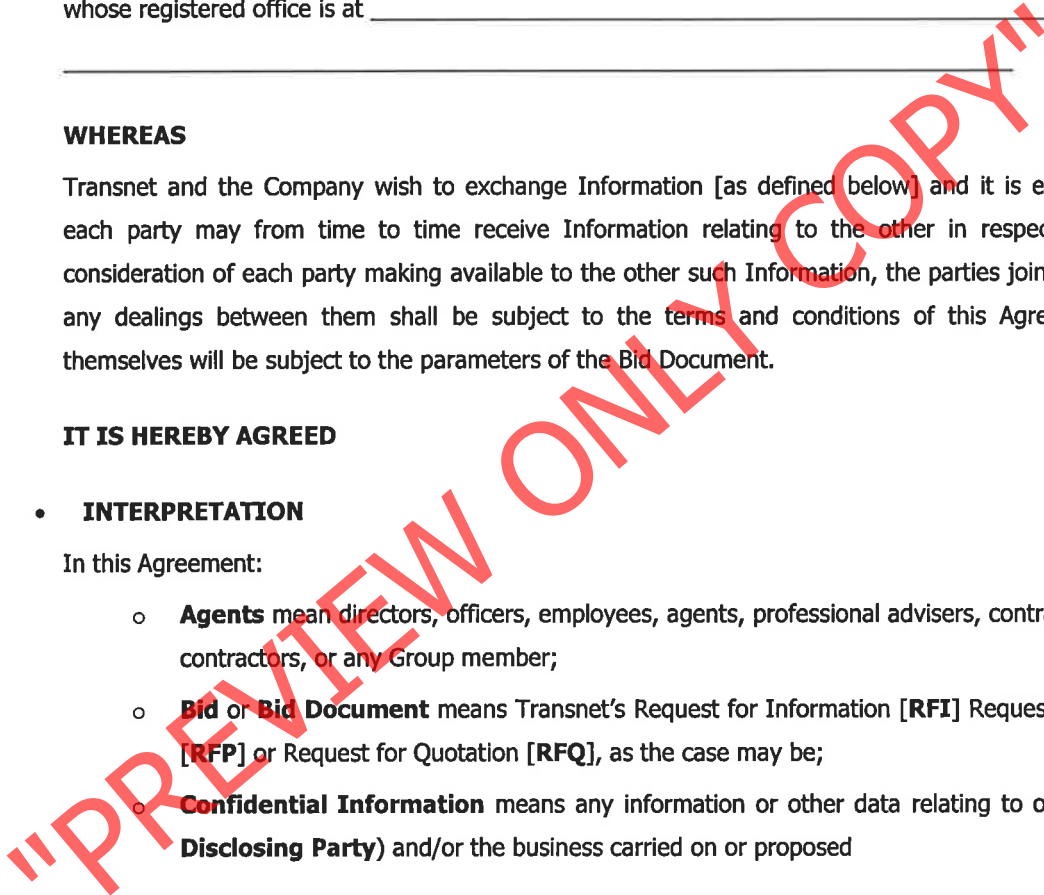 whose registered office is at
WHEREAS
Transnet and the Company wish to exchange Information [as defined below] and it is e
each party may from time to time receive Information relating to the other in respec
consideration of each party making available to the other such Information, the parties join
any dealings between them shall be subject to the terms and conditions of this Agre
themselves will be subject to the parameters of the Bid Document.
IT IS HEREBY AGREED
• INTERPRETATION
In this Agreement:
o Agents mean directors, officers, employees, agents, professional advisers, contr
contractors, or any Group member;
o Bid or Bid Document means Transnet's Request for Information [RFI] Reques
[RFP] or Request for Quotation [RFQ], as the case may be;
o Confidential Information means any information or other data relating to o
Disclosing Party) and/or the business carried on or proposed
"PREVIEW ONLY COPY"